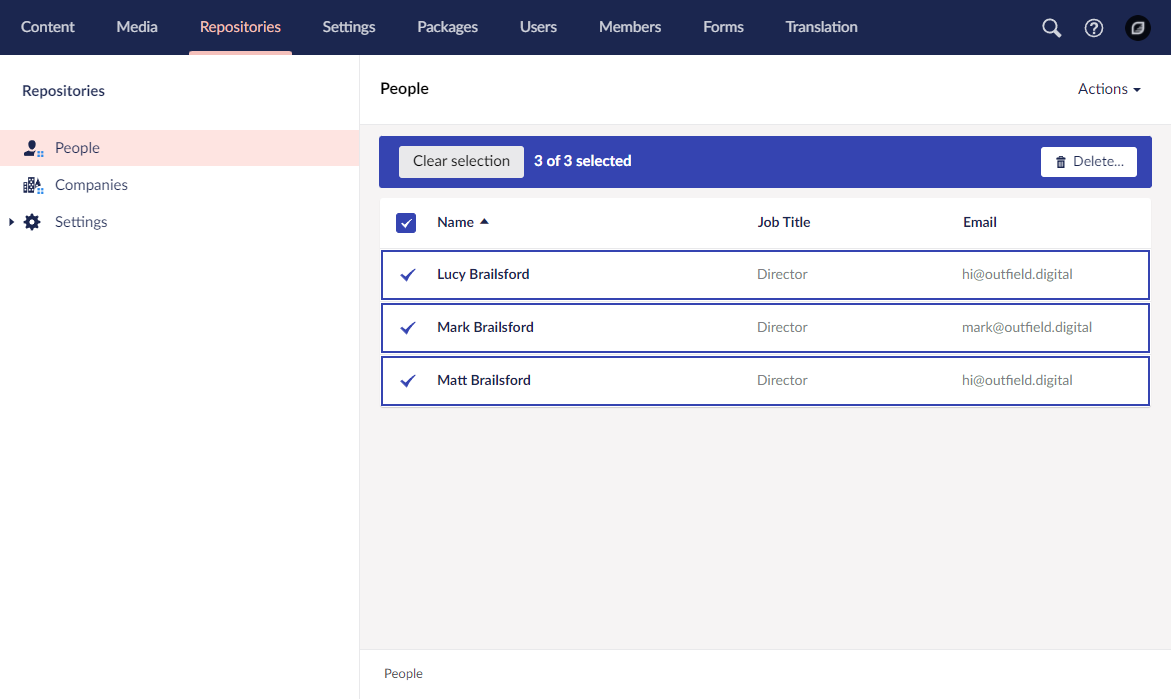 Content Media Repositories Settings Packages Users Members Forms Translation
Repositories
People
Companies
Settings
People
Actions
Clear selection 3 of 3 selected Delete...
Name Job Title Email
Lucy Brailsford Director hi@outfield.digital
Mark Brailsford Director mark@outfield.digital
Matt Brailsford Director hi@outfield.digital
People